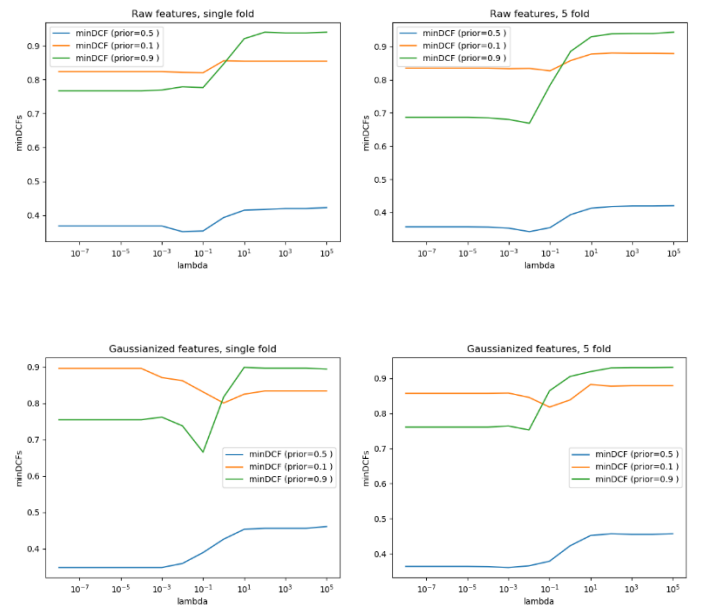 Raw features, single fold
minDCF (prior=0.5 )
minDCF (prior=0.1 )
minDCF (prior=0.9 )
0.9
0.8
0.7
0.6
0.5
0.4
minDCFs
10⁻⁷ 10⁻⁵ 10⁻³ 10⁻¹ 10¹ 10³ 10⁵
lambda
Raw features, 5 fold
minDCF (prior=0.5 )
minDCF (prior=0.1 )
minDCF (prior=0.9 )
0.9
0.8
0.7
0.6
0.5
0.4
minDCFs
10⁻⁷ 10⁻⁵ 10⁻³ 10⁻¹ 10¹ 10³ 10⁵
lambda
Gaussianized features, single fold
0.9
0.8
0.7
0.6
0.5
0.4
minDCFs
minDCF (prior=0.5 )
minDCF (prior=0.1 )
minDCF (prior=0.9 )
10⁻⁷ 10⁻⁵ 10⁻³ 10⁻¹ 10¹ 10³ 10⁵
lambda
Gaussianized features, 5 fold
0.9
0.8
0.7
0.6
0.5
0.4
minDCFs
minDCF (prior=0.5 )
minDCF (prior=0.1 )
minDCF (prior=0.9 )
10⁻⁷ 10⁻⁵ 10⁻³ 10⁻¹ 10¹ 10³ 10⁵
lambda